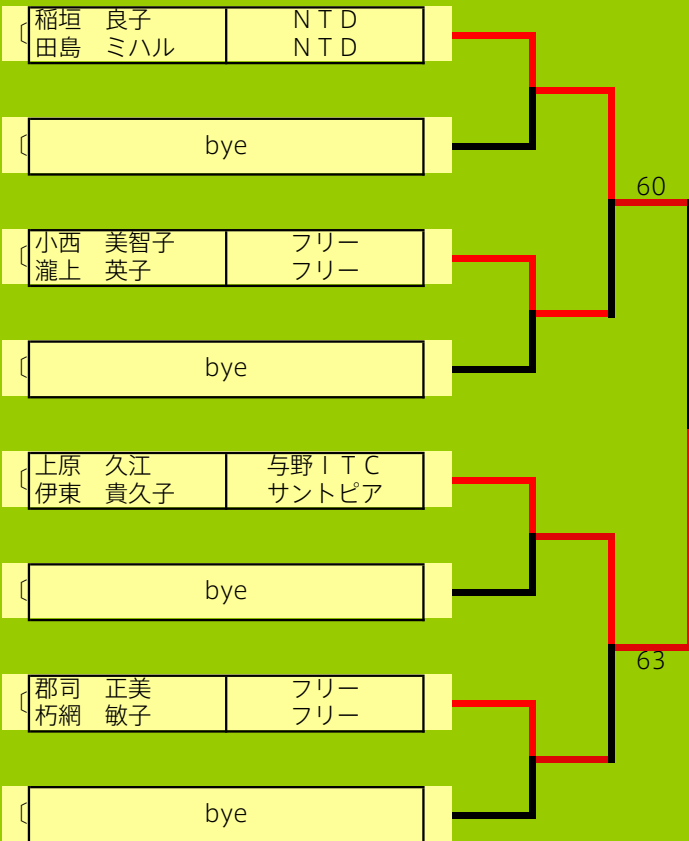 〔 稲垣　良子　ＮＴＤ
田島　ミハル　ＮＴＤ
〔 bye
60
〔 小西　美智子　フリー
瀧上　英子　フリー
〔 bye
〔 上原　久江　与野ＩＴＣ
伊東　貴久子　サントピア
〔 bye
63
〔 郡司　正美　フリー
朽網　敏子　フリー
〔 bye